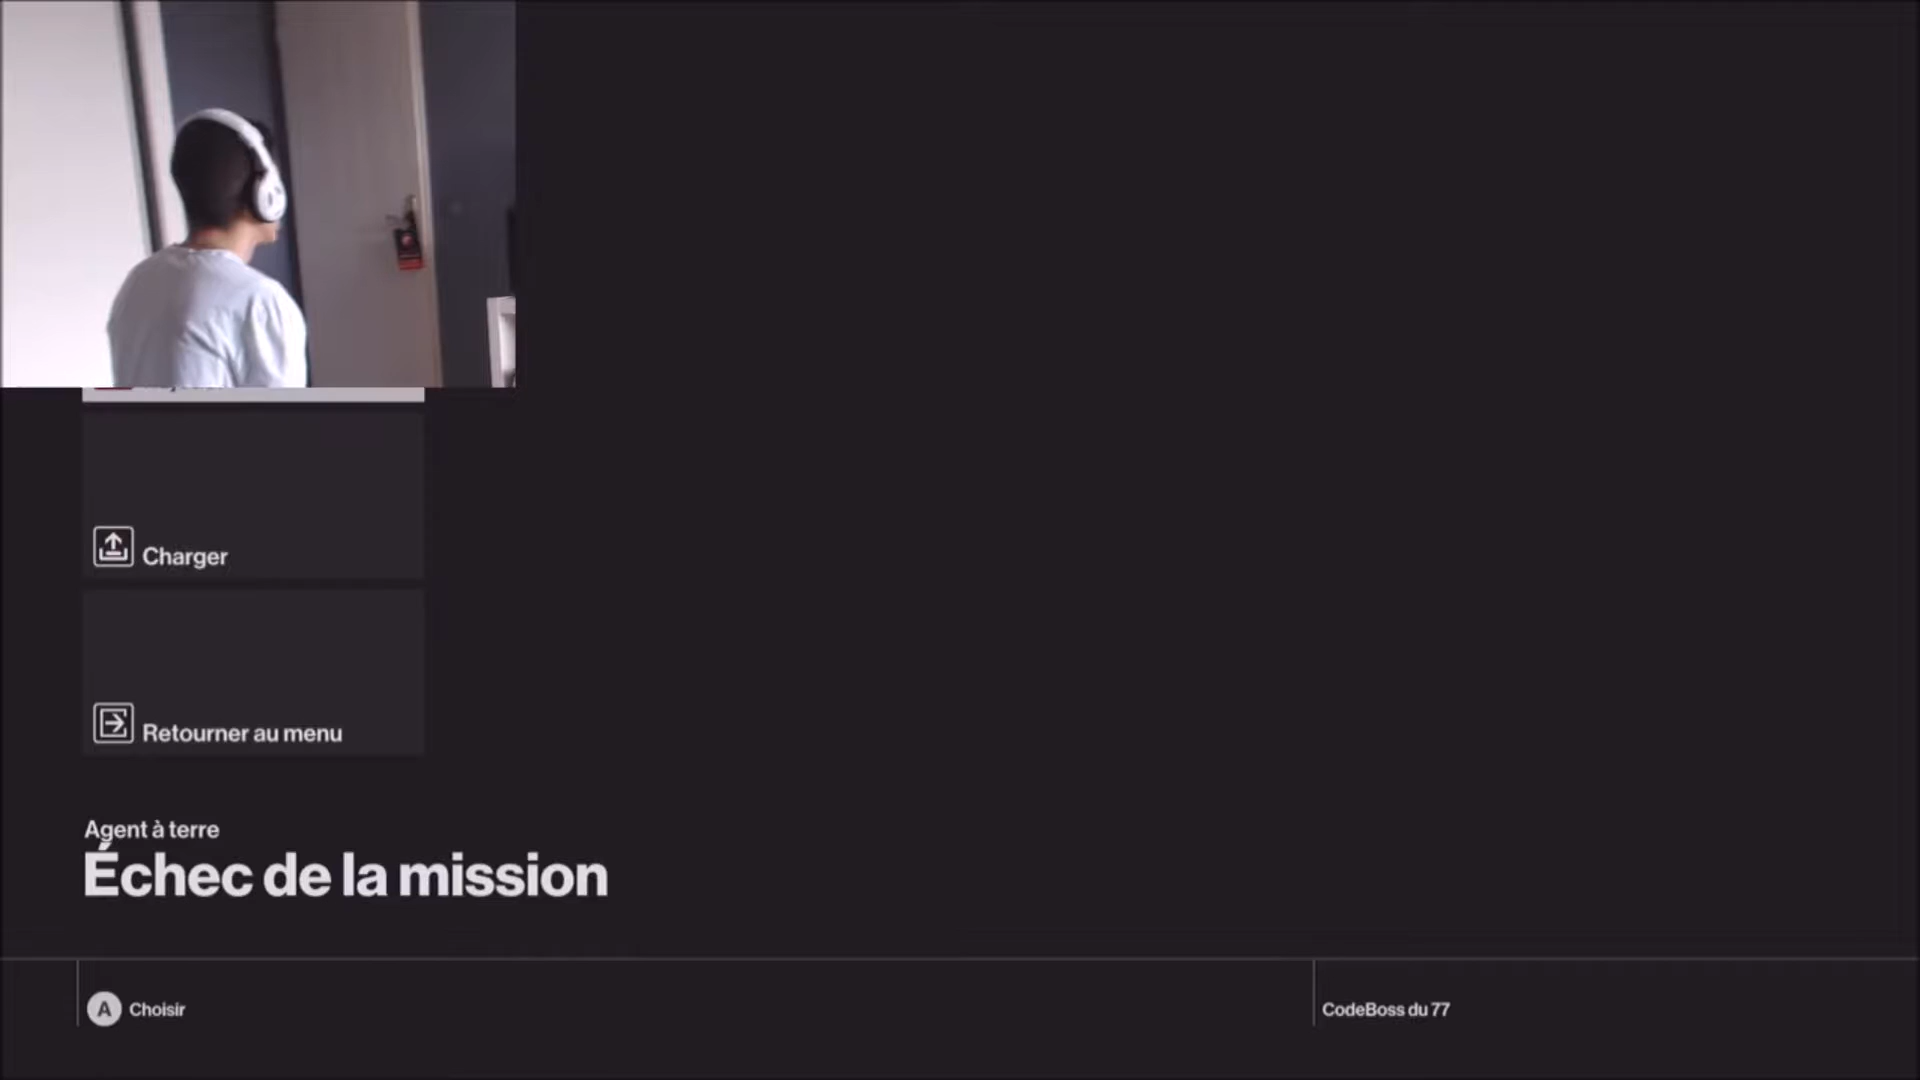 Charger
Retourner au menu
Agent à terre
Échec de la mission
A Choisir
CodeBoss du 77